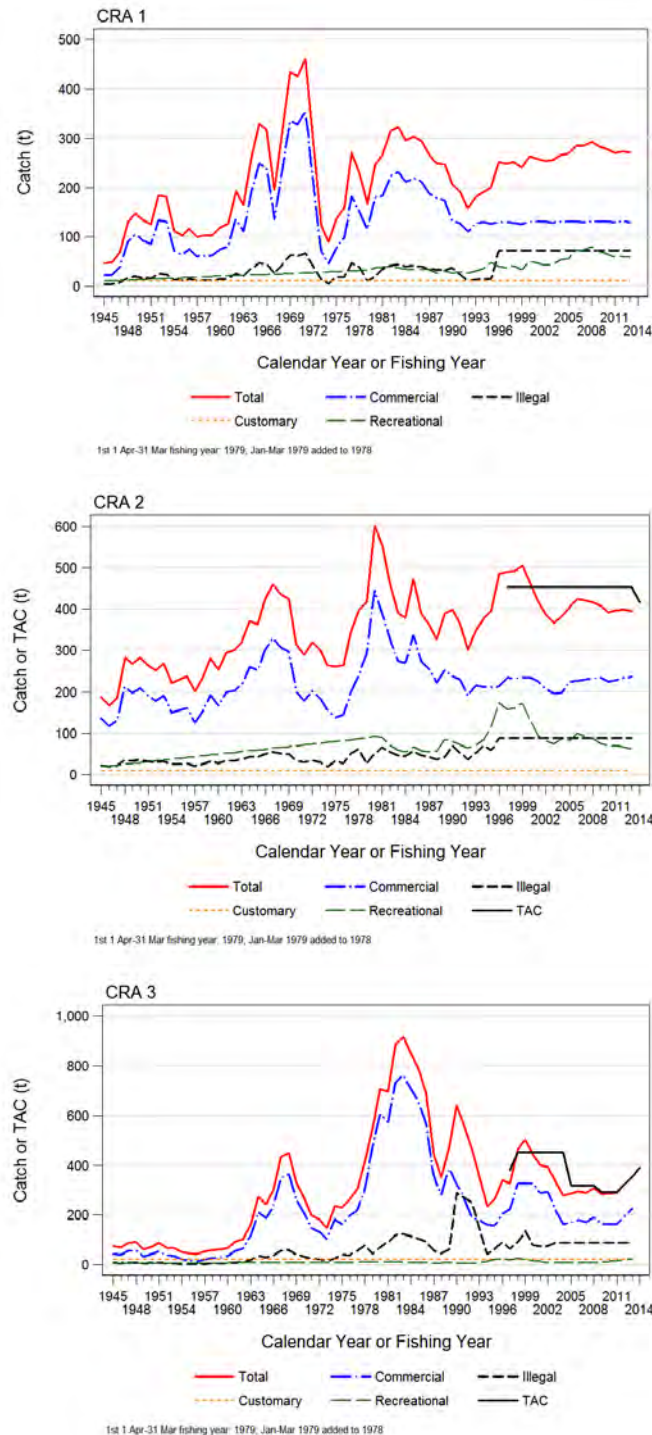 CRA 1
500
400
300
200
100
0
Catch (t)
1945 1951 1957 1963 1969 1975 1981 1987 1993 1999 2005 2011
1948 1954 1960 1966 1972 1978 1984 1990 1996 2002 2008 2014
Calendar Year or Fishing Year
Total Commercial Illegal
Customary Recreational
1st 1 Apr-31 Mar fishing year: 1979; Jan-Mar 1979 added to 1978
CRA 2
600
500
400
300
200
100
0
Catch or TAC (t)
1945 1951 1957 1963 1969 1975 1981 1987 1993 1999 2005 2011
1948 1954 1960 1966 1972 1978 1984 1990 1996 2002 2008 2014
Calendar Year or Fishing Year
Total Commercial Illegal
Customary Recreational TAC
1st 1 Apr-31 Mar fishing year: 1979; Jan-Mar 1979 added to 1978
CRA 3
1,000
800
600
400
200
0
Catch or TAC (t)
1945 1951 1957 1963 1969 1975 1981 1987 1993 1999 2005 2011
1948 1954 1960 1966 1972 1978 1984 1990 1996 2002 2008 2014
Calendar Year or Fishing Year
Total Commercial Illegal
Customary Recreational TAC
1st 1 Apr-31 Mar fishing year: 1979; Jan-Mar 1979 added to 1978